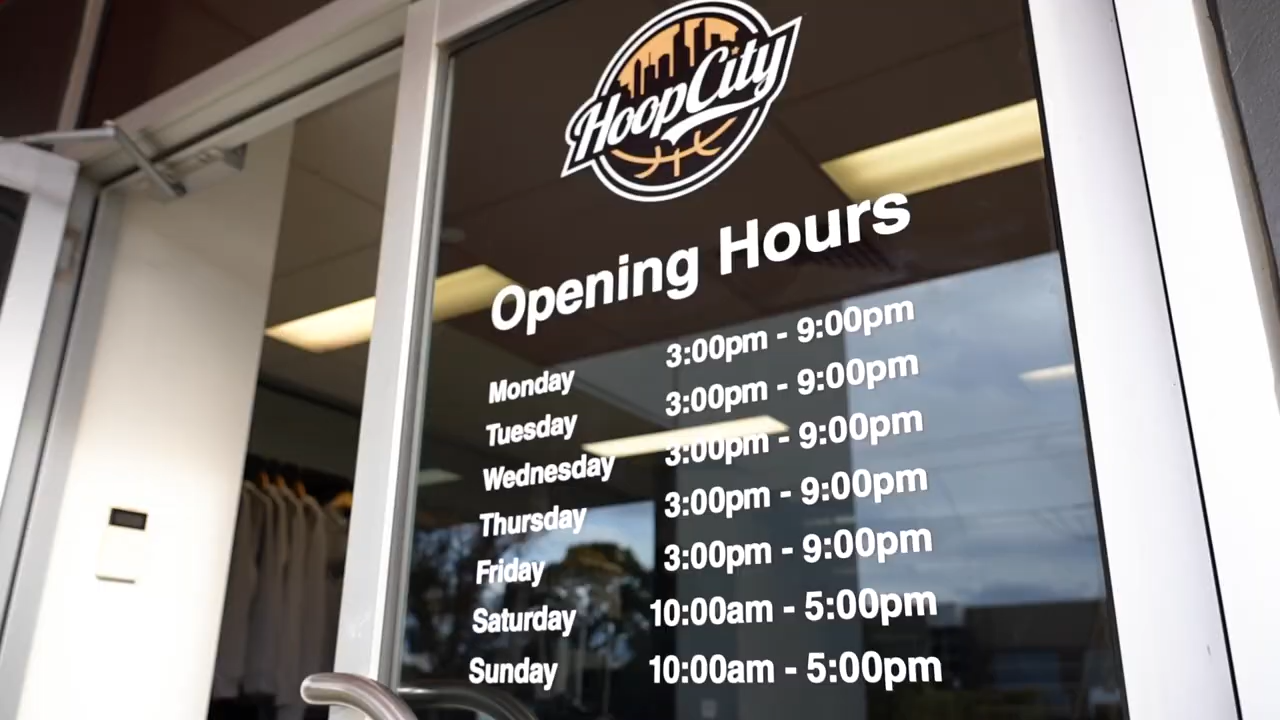 HoopCity
Opening Hours
Monday 3:00pm - 9:00pm
Tuesday 3:00pm - 9:00pm
Wednesday 3:00pm - 9:00pm
Thursday 3:00pm - 9:00pm
Friday 3:00pm - 9:00pm
Saturday 10:00am - 5:00pm
Sunday 10:00am - 5:00pm